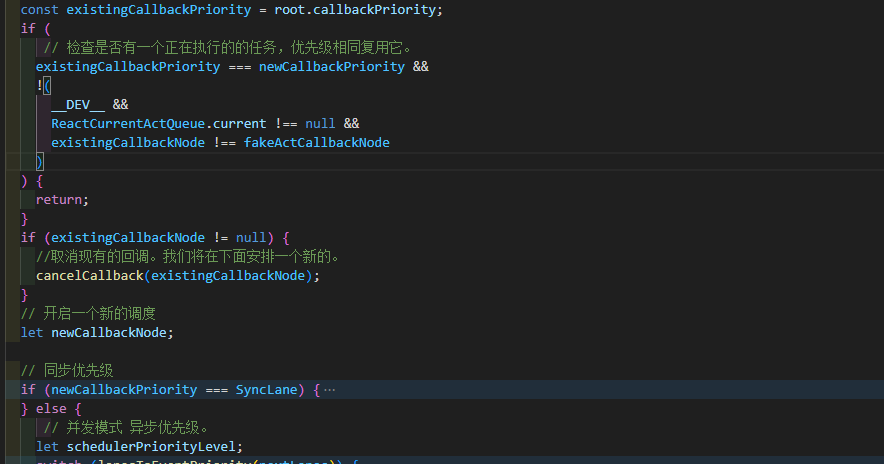 const existingCallbackPriority = root.callbackPriority;
if (
// 检查是否有一个正在执行的的任务，优先级相同复用它。
existingCallbackPriority === newCallbackPriority &&
!(
__DEV__ &&
ReactCurrentActQueue.current !== null &&
existingCallbackNode !== fakeActCallbackNode
)
) {
return;
}
if (existingCallbackNode != null) {
//取消现有的回调。我们将在下面安排一个新的。
cancelCallback(existingCallbackNode);
}
// 开启一个新的调度
let newCallbackNode;
// 同步优先级
if (newCallbackPriority === SyncLane) {…
} else {
// 并发模式 异步优先级。
let schedulerPriorityLevel;
switch (lanesToEventPriority(nextLanes)) {